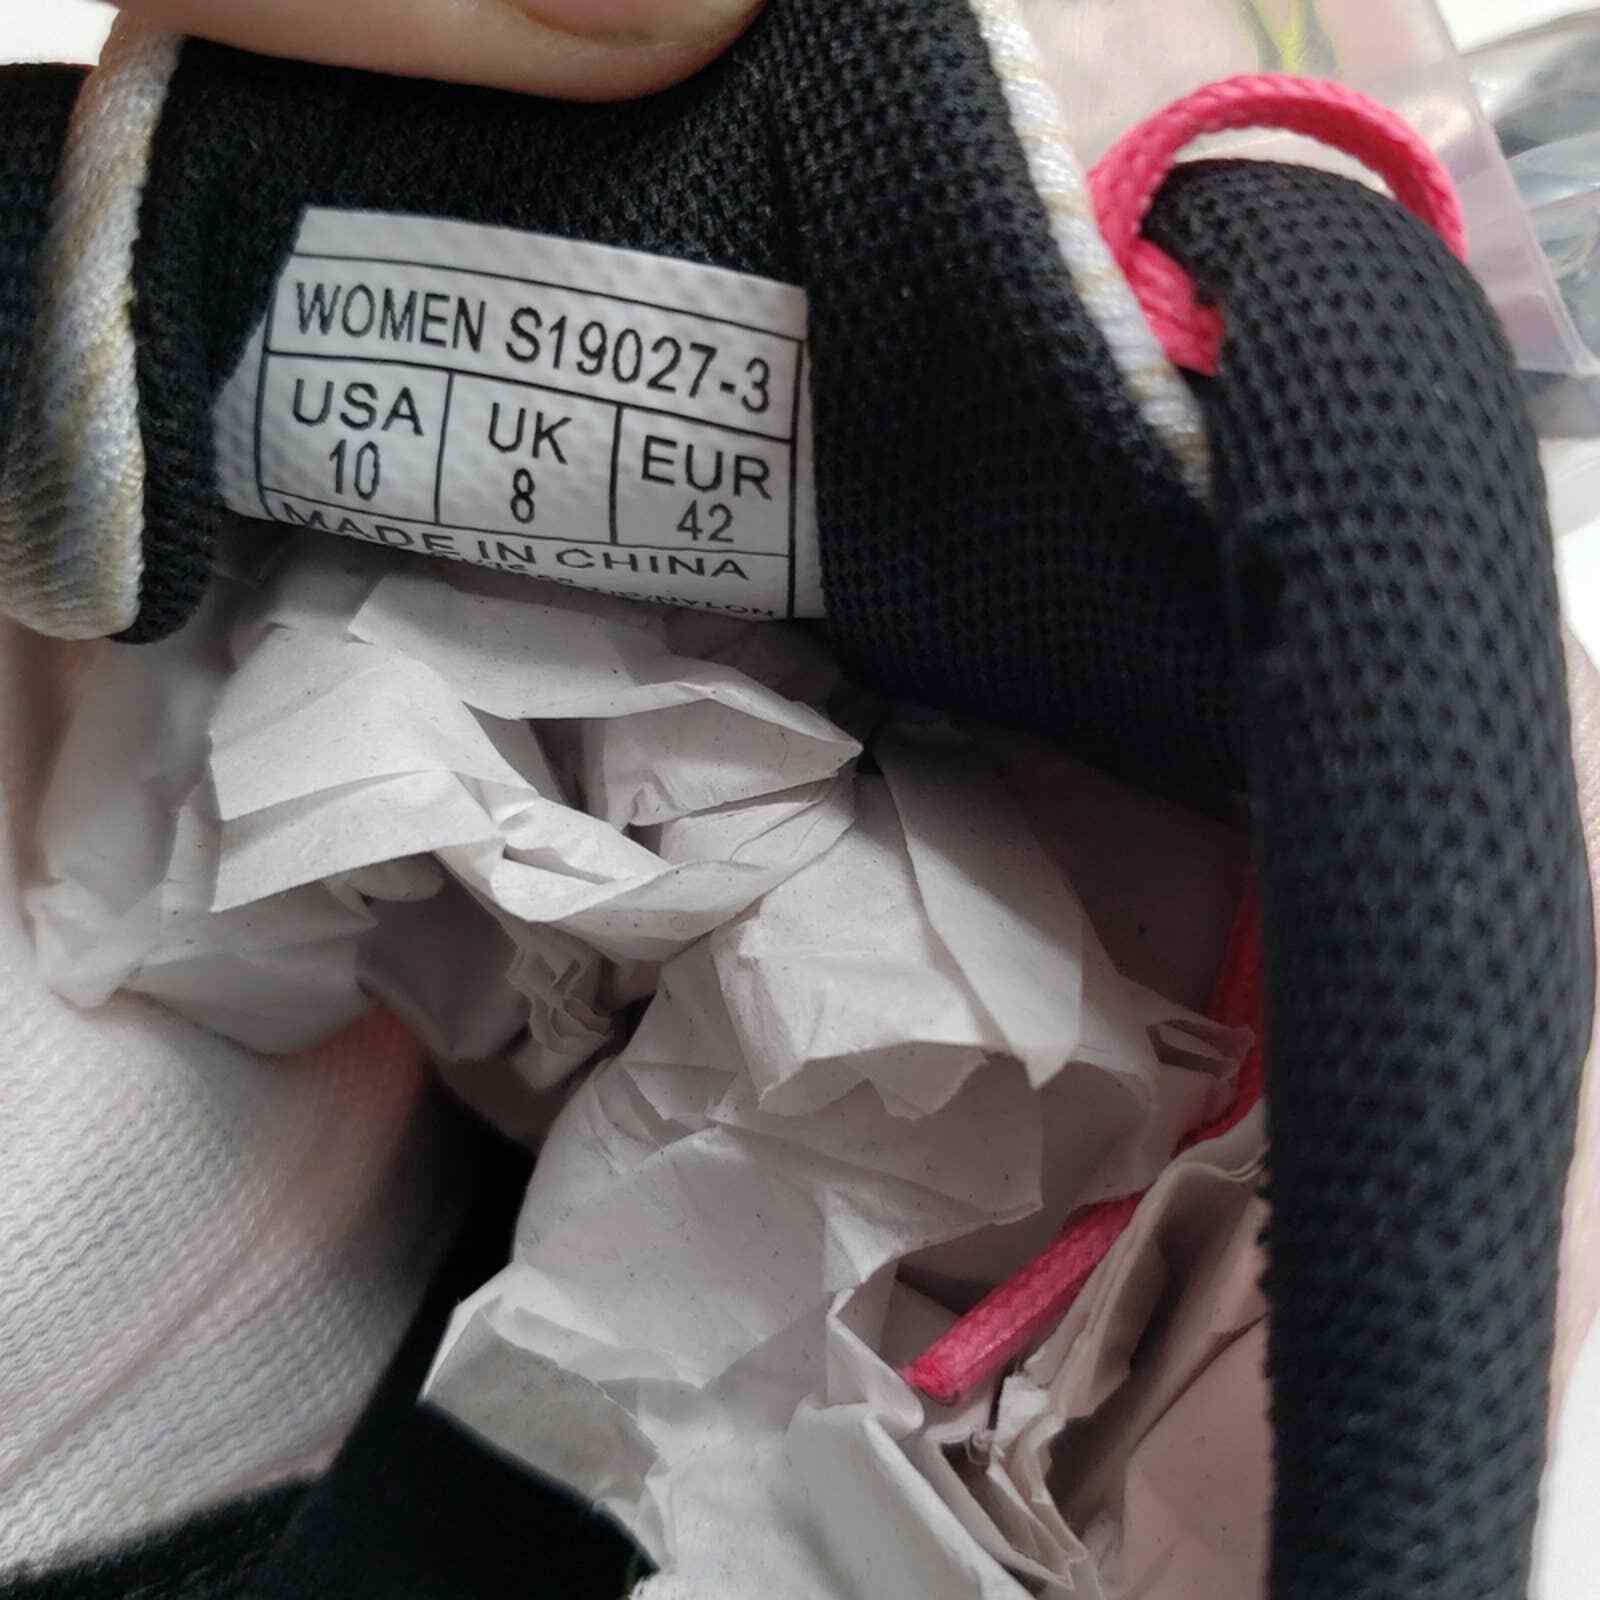 WOMEN S19027-3
USA UK EUR
10 8 42
MADE IN CHINA